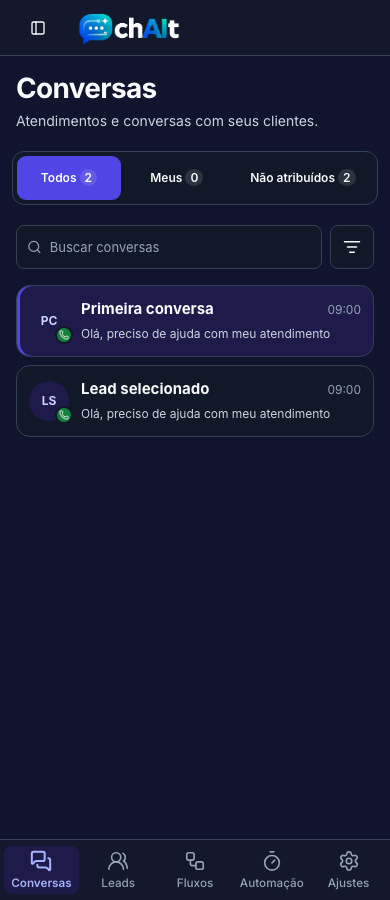 chAIt
Conversas
Atendimentos e conversas com seus clientes.
Todos 2 Meus 0 Não atribuídos 2
Buscar conversas
PC Primeira conversa 09:00
Olá, preciso de ajuda com meu atendimento
LS Lead selecionado 09:00
Olá, preciso de ajuda com meu atendimento
Conversas Leads Fluxos Automação Ajustes